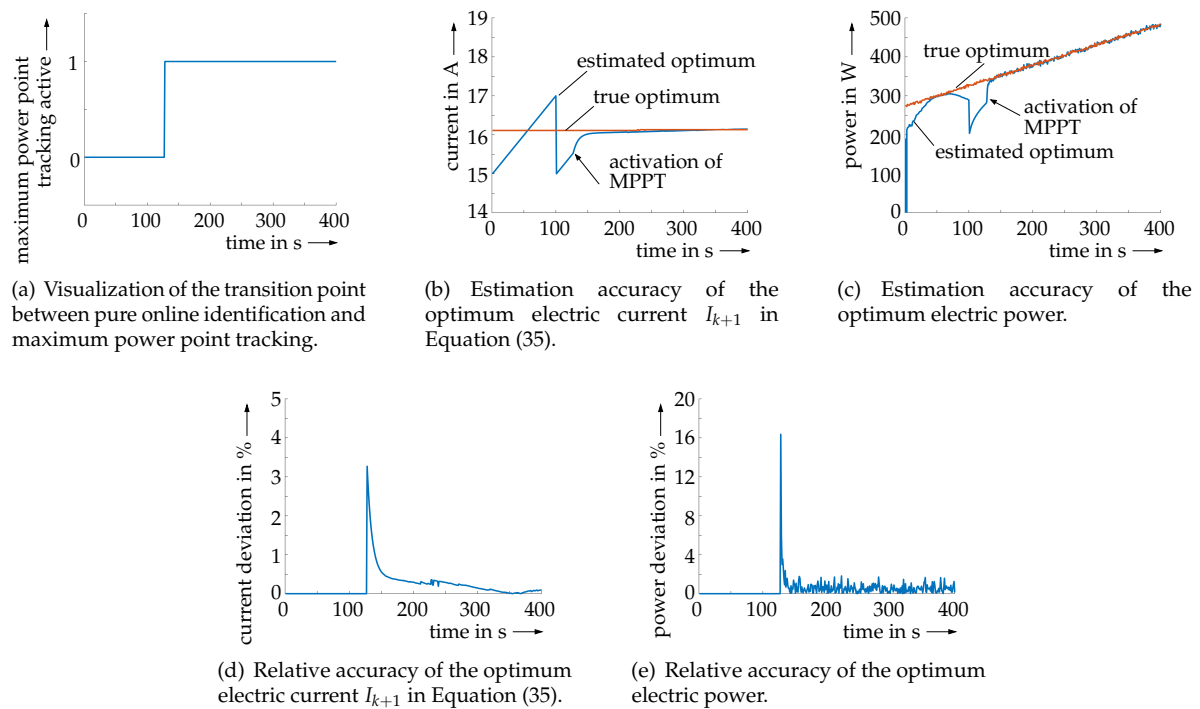 maximum power point
tracking active
1
0
0 100 200 300 400
time in s
(a) Visualization of the transition point
between pure online identification and
maximum power point tracking.
current in A
19
18
17
16
15
14
estimated optimum
true optimum
activation of
MPPT
0 100 200 300 400
time in s
(b) Estimation accuracy of the
optimum electric current I_{k+1} in
Equation (35).
power in W
500
400
300
200
100
0
true optimum
activation of
MPPT
estimated optimum
0 100 200 300 400
time in s
(c) Estimation accuracy of the
optimum electric power.
current deviation in %
5
4
3
2
1
0
0 100 200 300 400
time in s
(d) Relative accuracy of the optimum
electric current I_{k+1} in Equation (35).
power deviation in %
20
16
12
8
4
0
0 100 200 300 400
time in s
(e) Relative accuracy of the optimum
electric power.